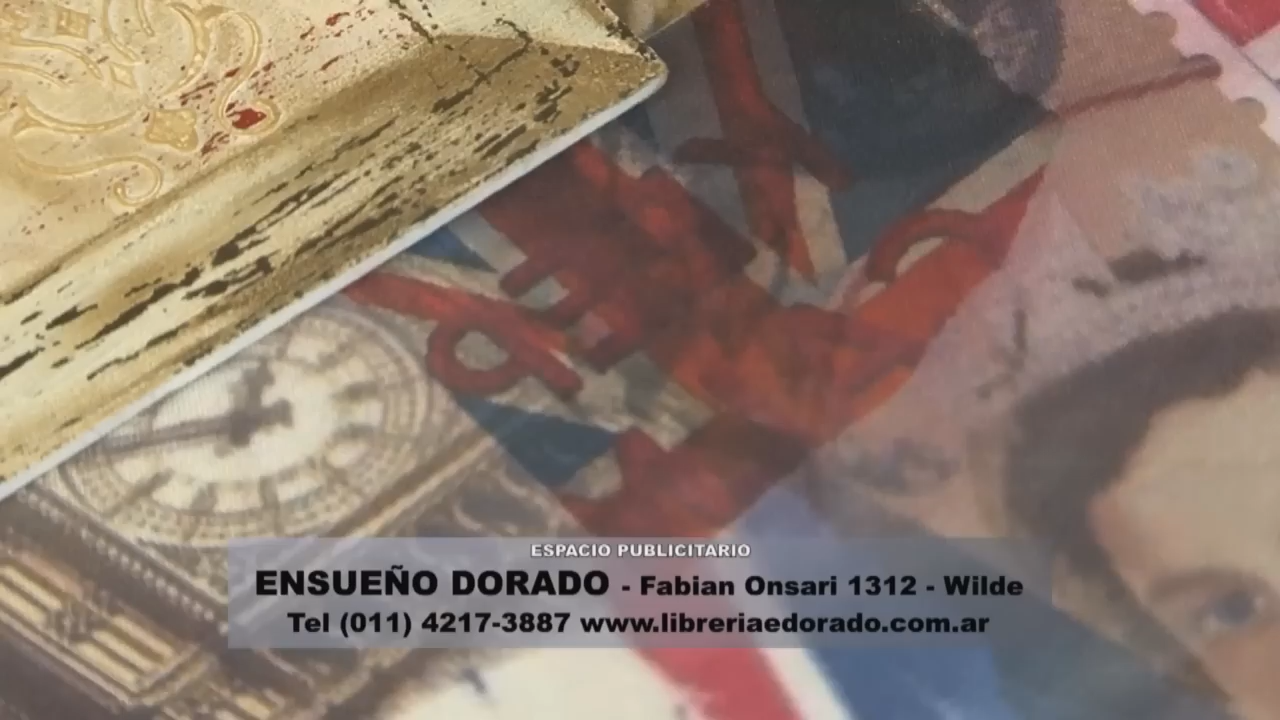 ESPACIO PUBLICITARIO
ENSUEÑO DORADO - Fabian Onsari 1312 - Wilde
Tel (011) 4217-3887 www.libreriaedorado.com.ar